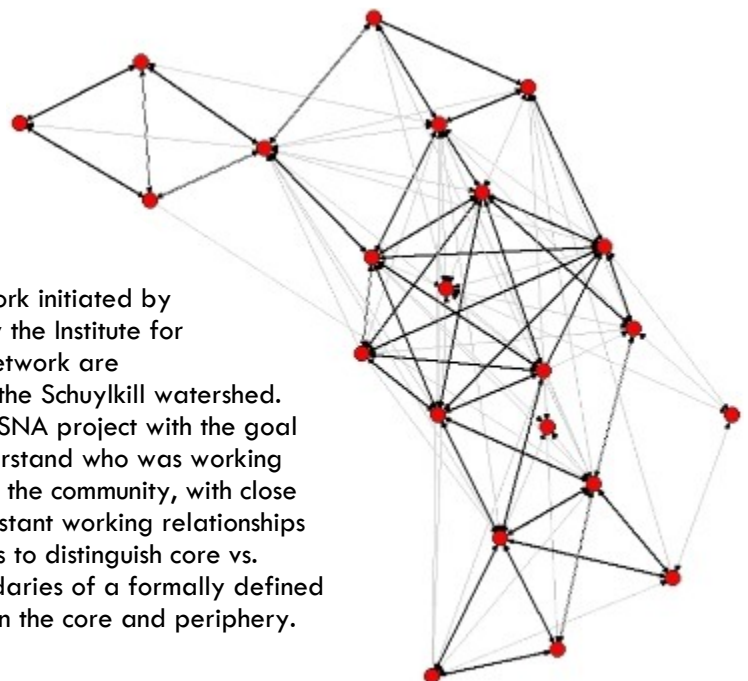 ork initiated by
the Institute for
etwork are
the Schuylkill watershed.
SNA project with the goal
erstand who was working
the community, with close
stant working relationships
s to distinguish core vs.
daries of a formally defined
n the core and periphery.